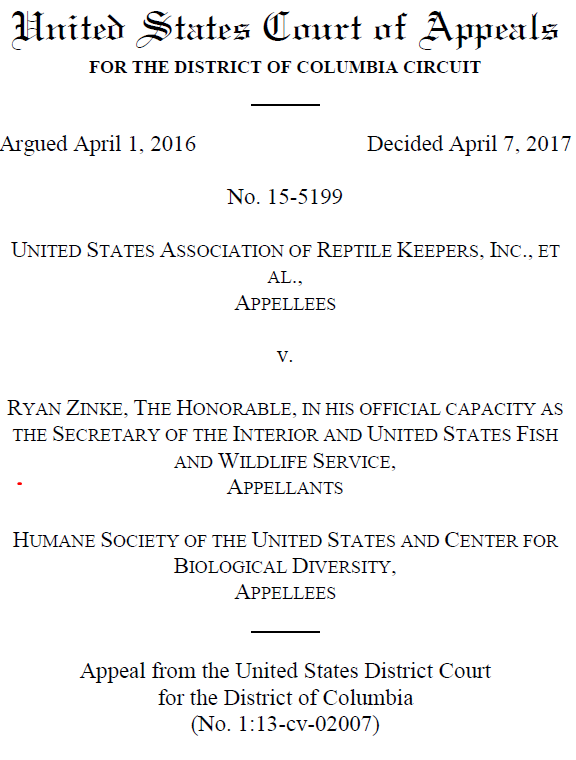 United States Court of Appeals
FOR THE DISTRICT OF COLUMBIA CIRCUIT
Argued April 1, 2016 Decided April 7, 2017
No. 15-5199
UNITED STATES ASSOCIATION OF REPTILE KEEPERS, INC., ET
AL.,
APPELLEES
v.
RYAN ZINKE, THE HONORABLE, IN HIS OFFICIAL CAPACITY AS
THE SECRETARY OF THE INTERIOR AND UNITED STATES FISH
AND WILDLIFE SERVICE,
APPELLANTS
HUMANE SOCIETY OF THE UNITED STATES AND CENTER FOR
BIOLOGICAL DIVERSITY,
APPELLEES
Appeal from the United States District Court
for the District of Columbia
(No. 1:13-cv-02007)